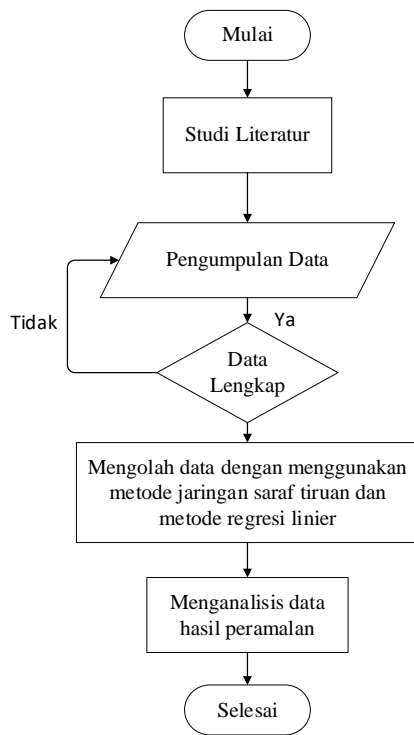 Mulai
Studi Literatur
Pengumpulan Data
Tidak
Ya
Data
Lengkap
Mengolah data dengan menggunakan
metode jaringan saraf tiruan dan
metode regresi linier
Menganalisis data
hasil peramalan
Selesai